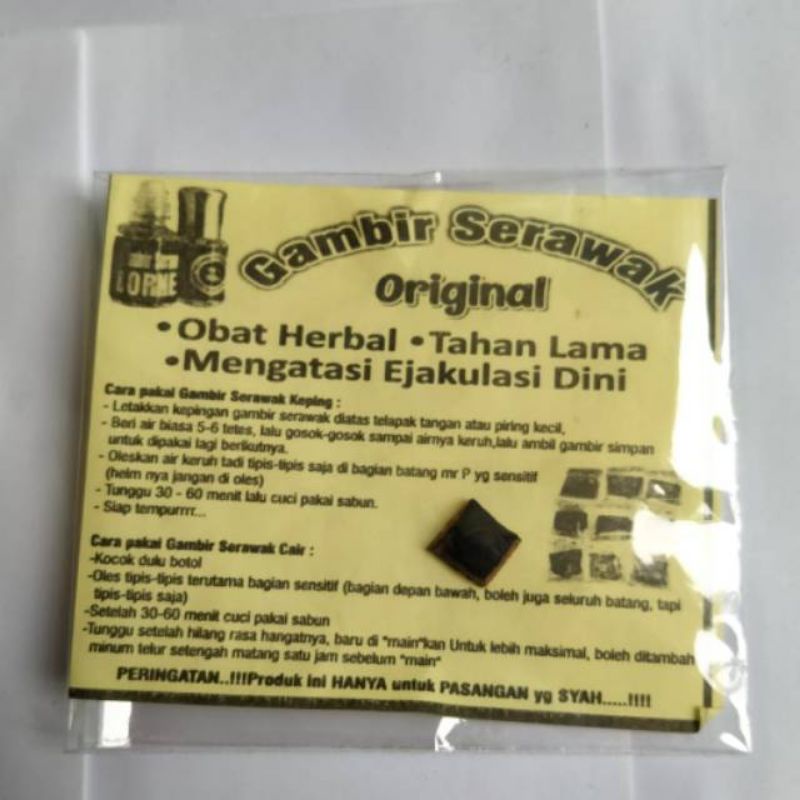 LORNE
Gambir Serawak
Original
•Obat Herbal •Tahan Lama
•Mengatasi Ejakulasi Dini
Cara pakai Gambir Serawak Keping :
- Letakkan kepingan gambir serawak diatas telapak tangan atau piring kecil,
- Beri air biasa 5-6 tetes, lalu gosok-gosok sampai airnya keruh,lalu ambil gambir simpan
untuk dipakai lagi berikutnya.
- Oleskan air keruh tadi tipis-tipis saja di bagian batang mr P yg sensitif
(helm nya jangan di oles)
- Tunggu 30 - 60 menit lalu cuci pakai sabun.
- Siap tempurrrr...
Cara pakai Gambir Serawak Cair :
-Kocok dulu botol
-Oles tipis-tipis terutama bagian sensitif (bagian depan bawah, boleh juga seluruh batang, tapi
tipis-tipis saja)
-Setelah 30-60 menit cuci pakai sabun
-Tunggu setelah hilang rasa hangatnya, baru di "main"kan Untuk lebih maksimal, boleh ditambah
minum telur setengah matang satu jam sebelum "main"
PERINGATAN..!!!Produk ini HANYA untuk PASANGAN yg SYAH.....!!!!